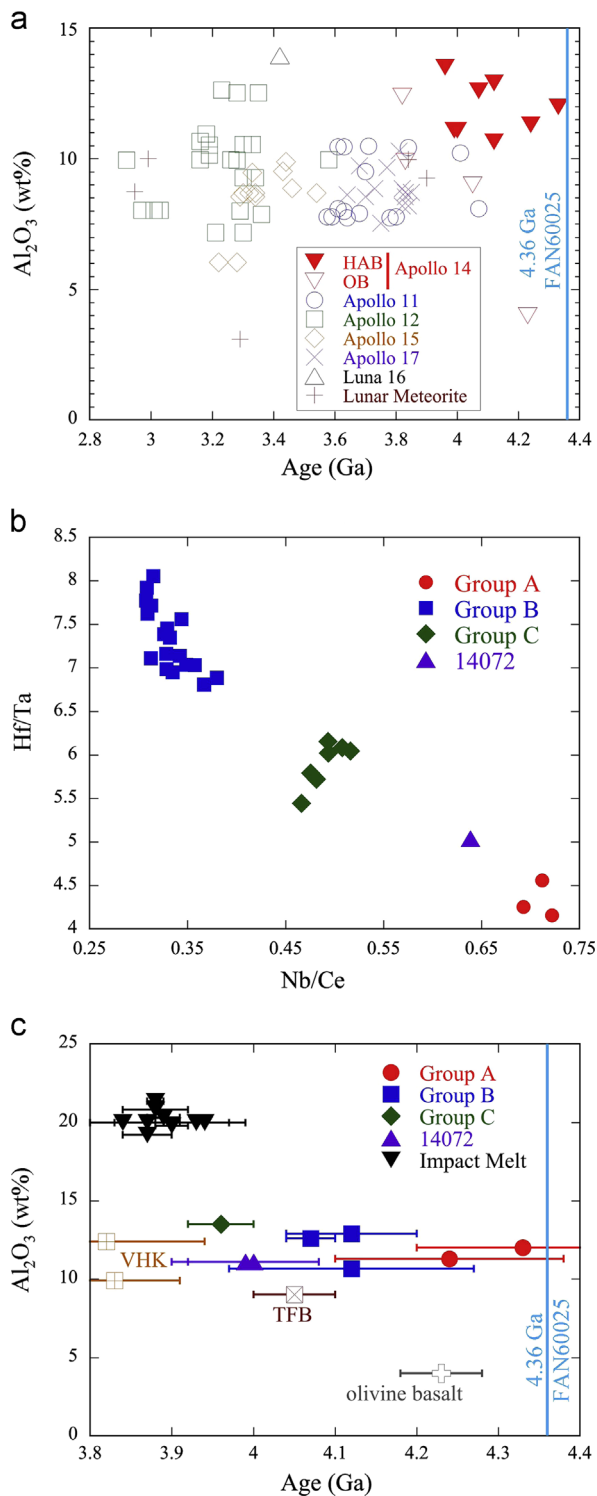 a
15
10
5
0
Al2O3 (wt%)
HAB
OB
Apollo 14
Apollo 11
Apollo 12
Apollo 15
Apollo 17
Luna 16
Lunar Meteorite
4.36 Ga
FAN60025
2.8 3 3.2 3.4 3.6 3.8 4 4.2 4.4
Age (Ga)
b
8.5
8
7.5
7
6.5
6
5.5
5
4.5
4
Hf/Ta
Group A
Group B
Group C
14072
0.25 0.35 0.45 0.55 0.65 0.75
Nb/Ce
c
25
20
15
10
5
0
Al2O3 (wt%)
Group A
Group B
Group C
14072
Impact Melt
VHK
TFB
olivine basalt
4.36 Ga
FAN60025
3.8 3.9 4 4.1 4.2 4.3 4.4
Age (Ga)